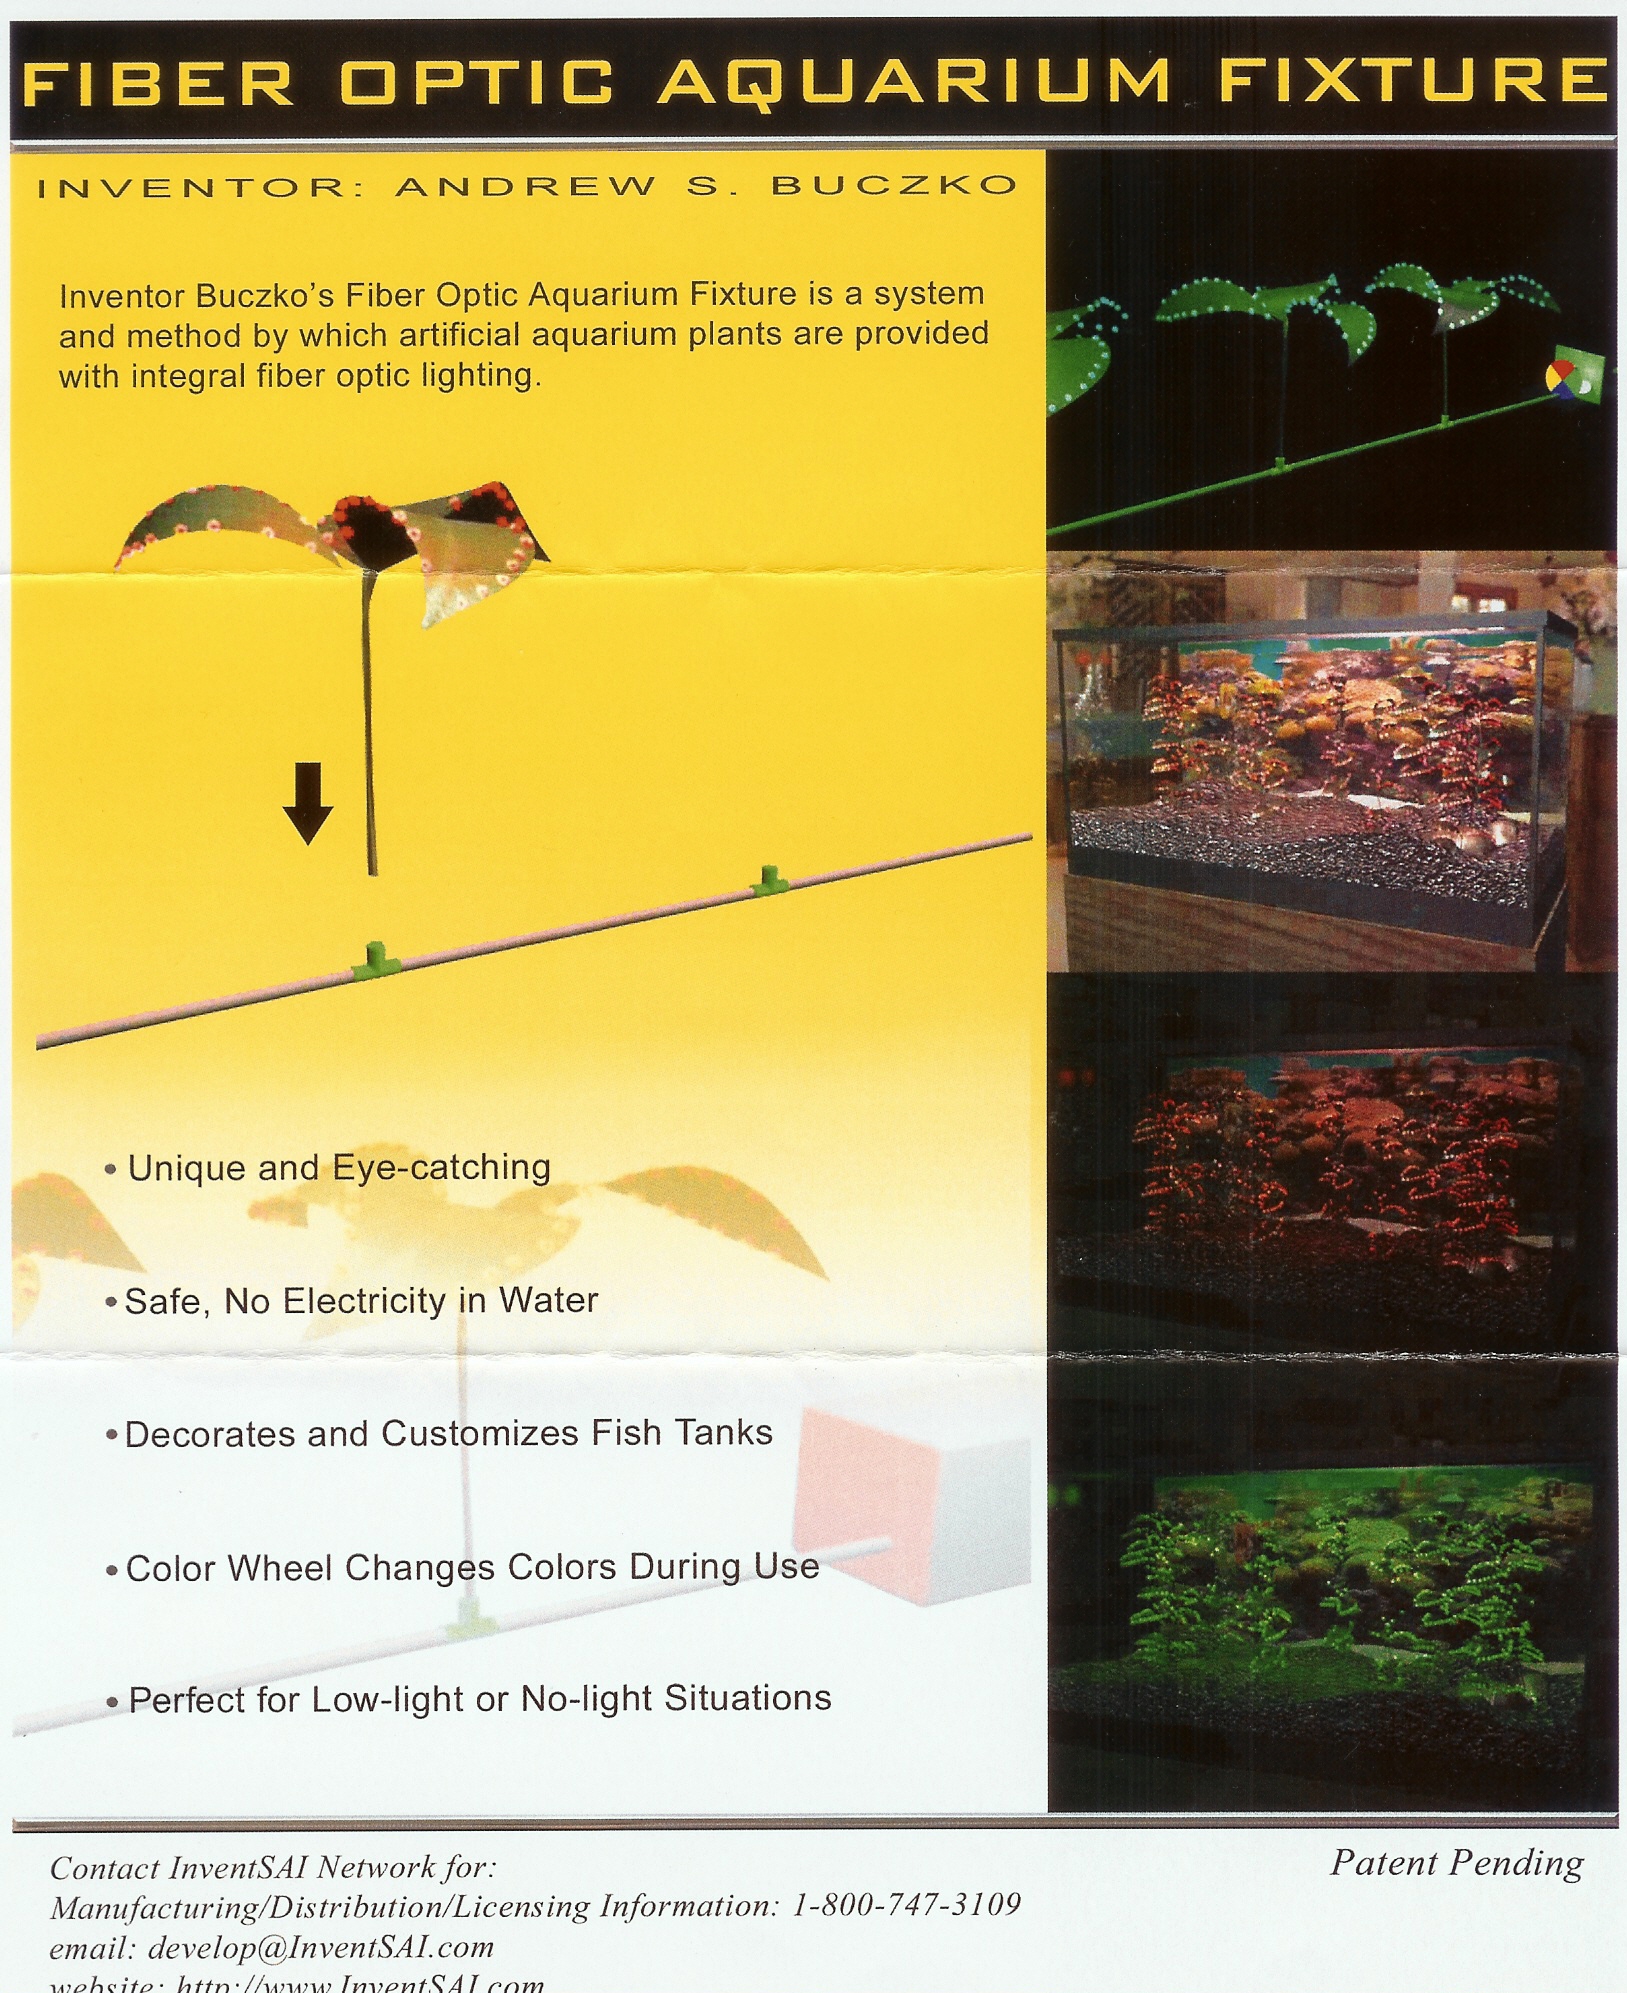 FIBER OPTIC AQUARIUM FIXTURE
INVENTOR: ANDREW S. BUCZKO
Inventor Buczko's Fiber Optic Aquarium Fixture is a system
and method by which artificial aquarium plants are provided
with integral fiber optic lighting.
• Unique and Eye-catching
• Safe, No Electricity in Water
• Decorates and Customizes Fish Tanks
• Color Wheel Changes Colors During Use
• Perfect for Low-light or No-light Situations
Contact InventSAI Network for:
Manufacturing/Distribution/Licensing Information: 1-800-747-3109
email: develop@InventSAI.com
website: http://www.InventSAI.com
Patent Pending